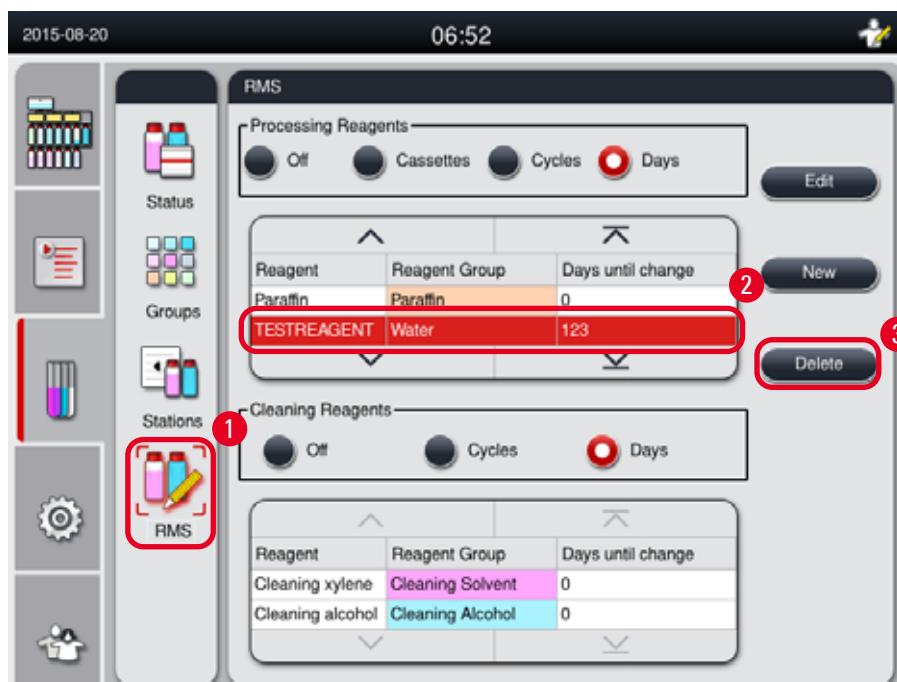 2015-08-20 06:52
RMS
Processing Reagents
Off Cassettes Cycles Days
Edit
Status
Reagent Reagent Group Days until change
2 New
Paraffin Paraffin 0
Groups
TESTREAGENT Water 123
3
Delete
Cleaning Reagents
Stations 1
Off Cycles Days
RMS
Reagent Reagent Group Days until change
Cleaning xylene Cleaning Solvent 0
Cleaning alcohol Cleaning Alcohol 0